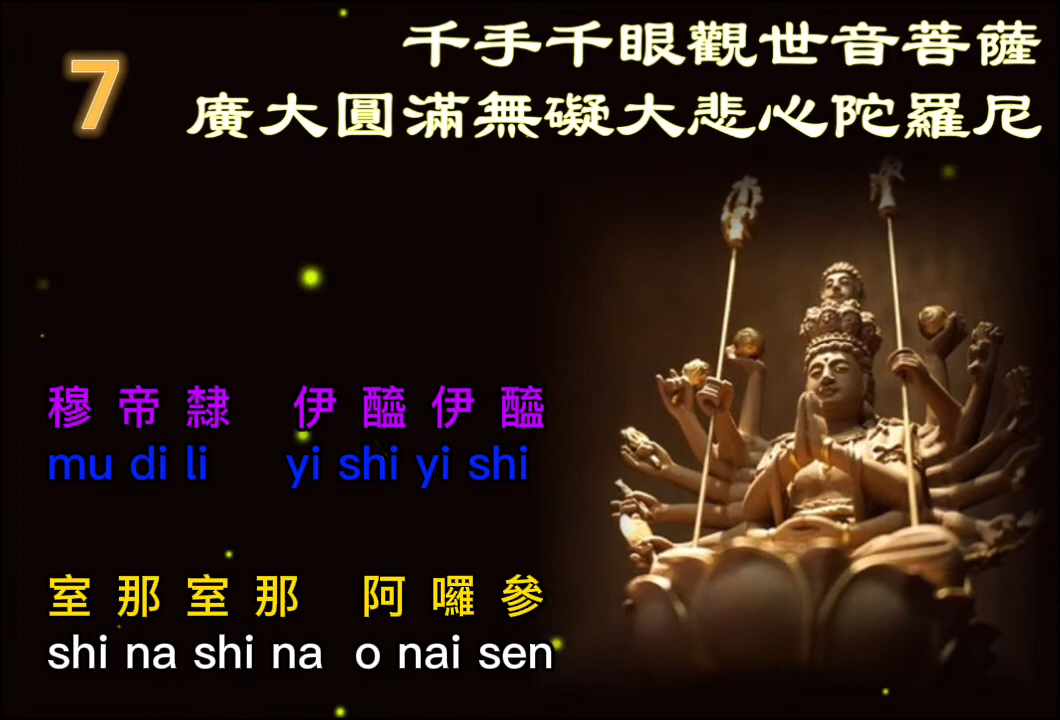 7
千手千眼觀世音菩薩
廣大圓滿無礙大悲心陀羅尼
穆帝隸 伊醯伊醯
mu di li yi shi yi shi
室那室那 阿囉參
shi na shi na o nai sen